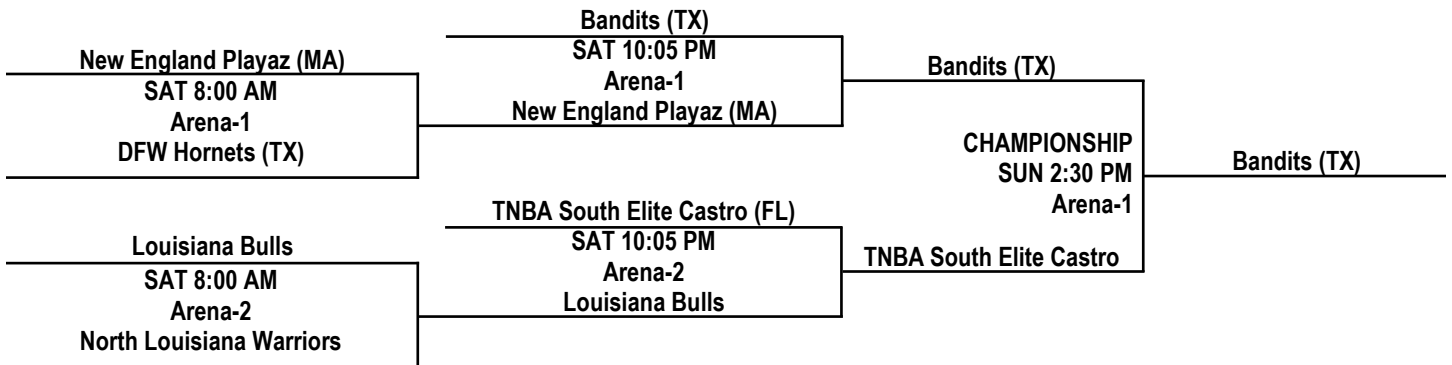 New England Playaz (MA)
SAT 8:00 AM
Arena-1
DFW Hornets (TX)
Louisiana Bulls
SAT 8:00 AM
Arena-2
North Louisiana Warriors
Bandits (TX)
SAT 10:05 PM
Arena-1
New England Playaz (MA)
TNBA South Elite Castro (FL)
SAT 10:05 PM
Arena-2
Louisiana Bulls
Bandits (TX)
CHAMPIONSHIP
SUN 2:30 PM
Arena-1
TNBA South Elite Castro
Bandits (TX)